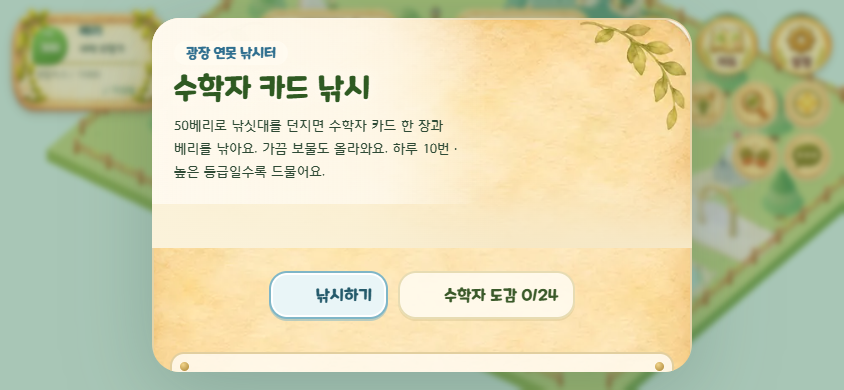 광장 연못 낚시터
수학자 카드 낚시
50베리로 낚싯대를 던지면 수학자 카드 한 장과
베리를 낚아요. 가끔 보물도 올라와요. 하루 10번 ·
높은 등급일수록 드물어요.
낚시하기
수학자 도감 0/24